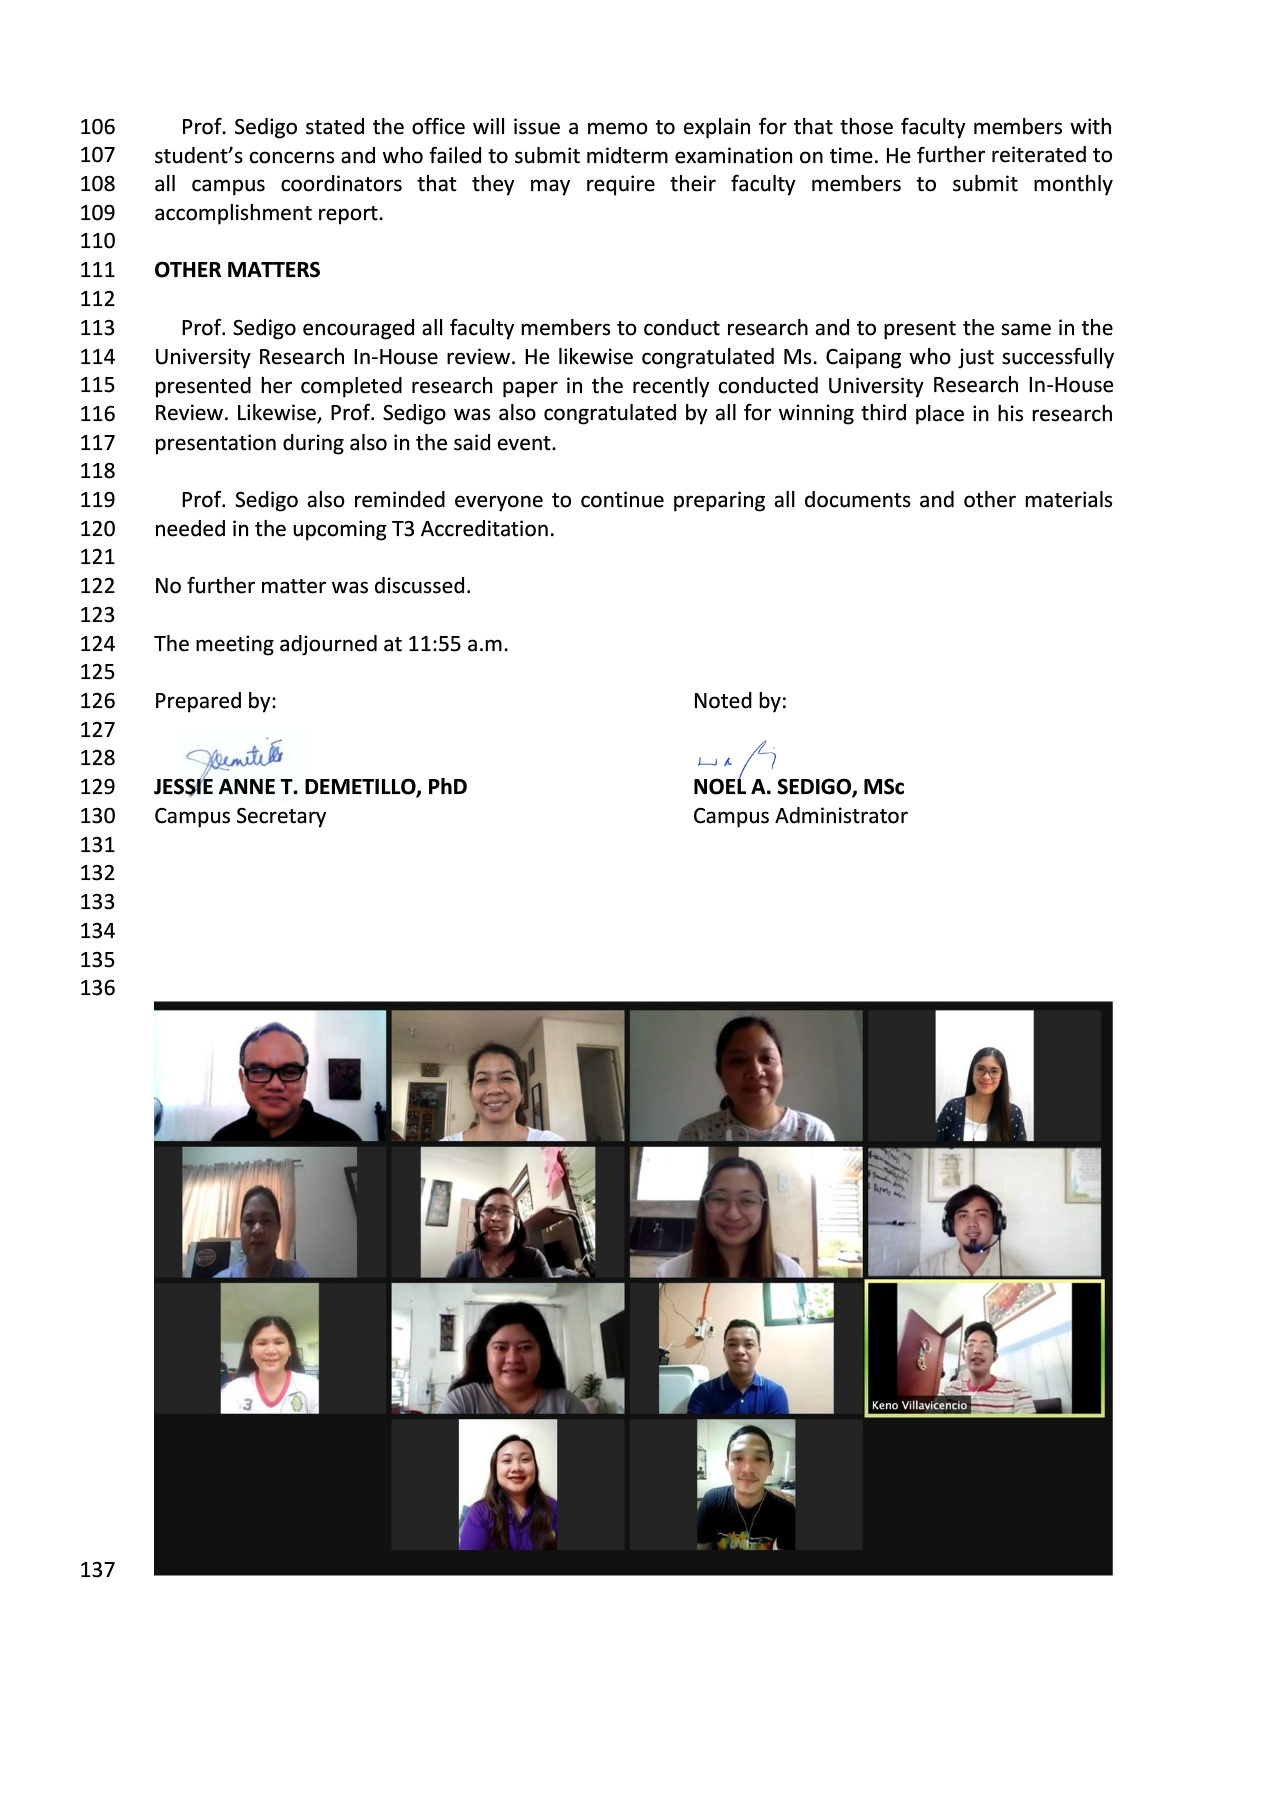 106 Prof. Sedigo stated the office will issue a memo to explain for that those faculty members with
107 student’s concerns and who failed to submit midterm examination on time. He further reiterated to
108 all campus coordinators that they may require their faculty members to submit monthly
109 accomplishment report.
110
111 OTHER MATTERS
112
113 Prof. Sedigo encouraged all faculty members to conduct research and to present the same in the
114 University Research In-House review. He likewise congratulated Ms. Caipang who just successfully
115 presented her completed research paper in the recently conducted University Research In-House
116 Review. Likewise, Prof. Sedigo was also congratulated by all for winning third place in his research
117 presentation during also in the said event.
118
119 Prof. Sedigo also reminded everyone to continue preparing all documents and other materials
120 needed in the upcoming T3 Accreditation.
121
122 No further matter was discussed.
123
124 The meeting adjourned at 11:55 a.m.
125
126 Prepared by: Noted by:
127
128 JDemetillo
129 JESSIE ANNE T. DEMETILLO, PhD NOEL A. SEDIGO, MSc
130 Campus Secretary Campus Administrator
131
132
133
134
135
136
3
Keno Villavicencio
137